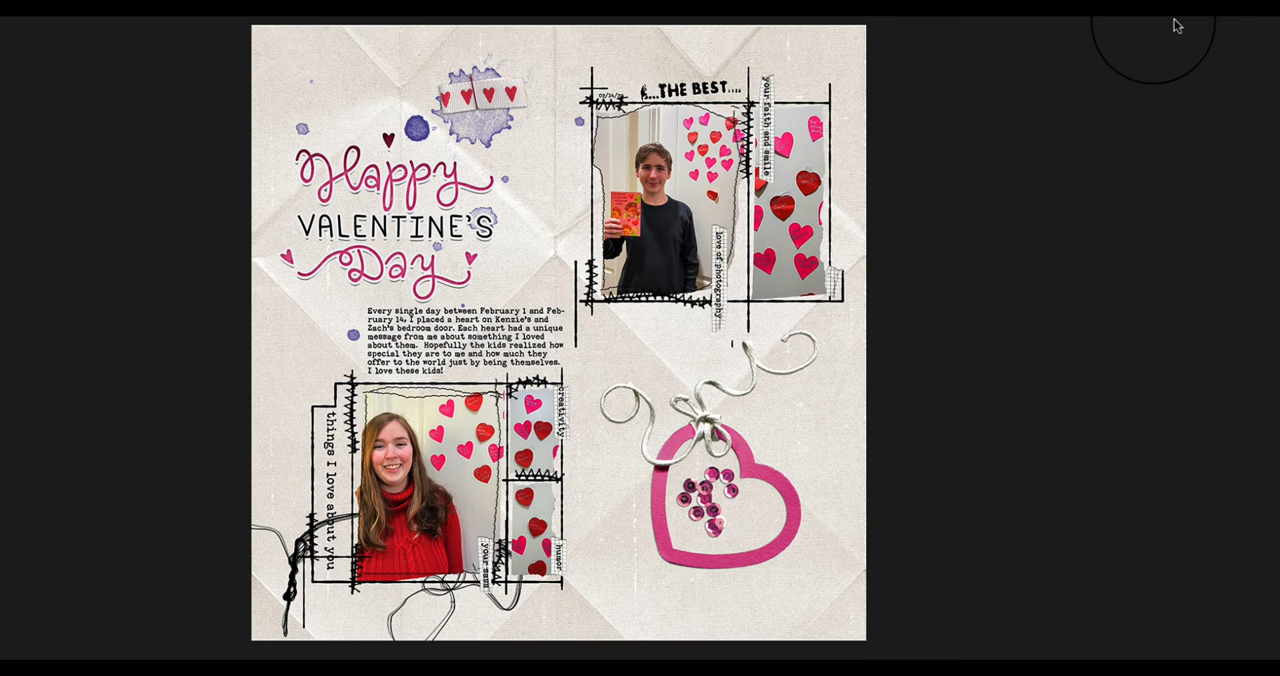 ...THE BEST....
your faith and smile
love of photography
Happy
VALENTINE'S
Day
Every single day between February 1 and Feb-
ruary 14, I placed a heart on Kenzie's and
Zach's bedroom door. Each heart had a unique
message from me about something I loved
about them. Hopefully the kids realized how
special they are to me and how much they
offer to the world just by being themselves.
I love these kids!
things I love about you
creativity
your sass
humor